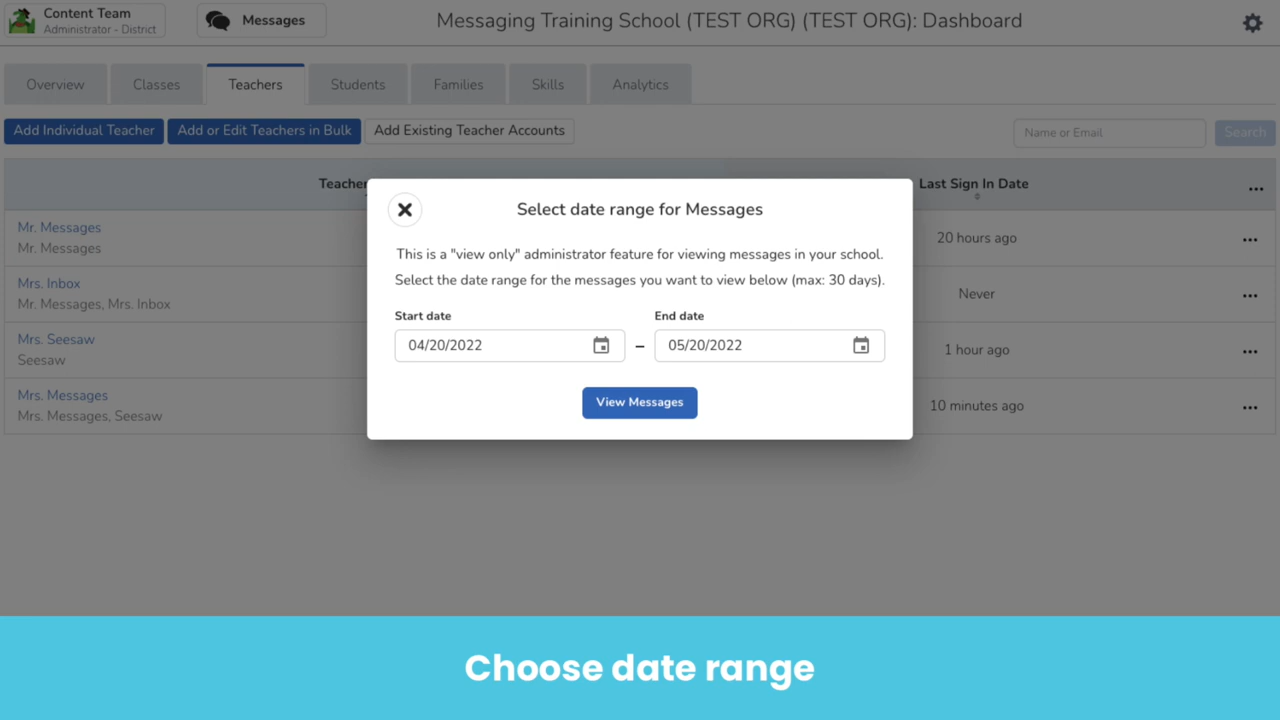 Content Team
Administrator - District
Messages
Messaging Training School (TEST ORG) (TEST ORG): Dashboard
Overview
Classes
Teachers
Students
Families
Skills
Analytics
Add Individual Teacher
Add or Edit Teachers in Bulk
Add Existing Teacher Accounts
Name or Email
Search
Teacher
Last Sign In Date
Mr. Messages
Mr. Messages
20 hours ago
Mrs. Inbox
Mr. Messages, Mrs. Inbox
Never
Mrs. Seesaw
Seesaw
1 hour ago
Mrs. Messages
Mrs. Messages, Seesaw
10 minutes ago
Select date range for Messages
This is a "view only" administrator feature for viewing messages in your school.
Select the date range for the messages you want to view below (max: 30 days).
Start date
End date
04/20/2022
–
05/20/2022
View Messages
Choose date range